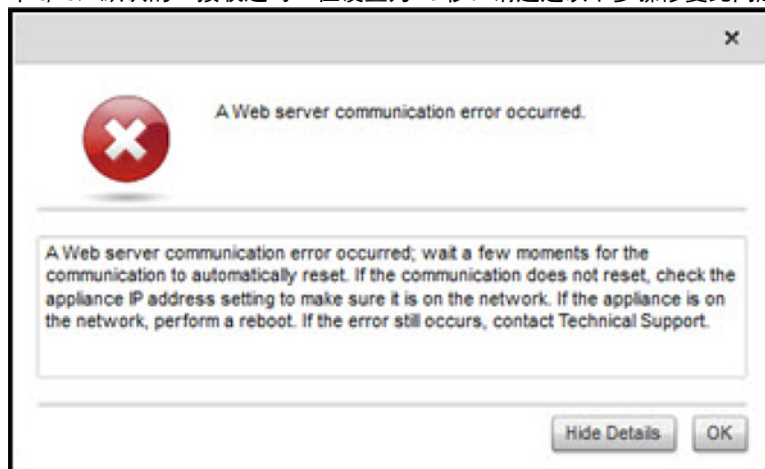 ×
A Web server communication error occurred.
A Web server communication error occurred; wait a few moments for the
communication to automatically reset. If the communication does not reset, check the
appliance IP address setting to make sure it is on the network. If the appliance is on
the network, perform a reboot. If the error still occurs, contact Technical Support.
Hide Details
OK